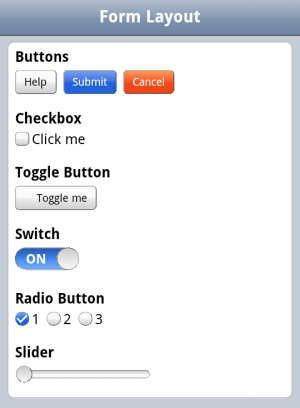 Form Layout
Buttons
Help Submit Cancel
Checkbox
Click me
Toggle Button
Toggle me
Switch
ON
Radio Button
1 2 3
Slider